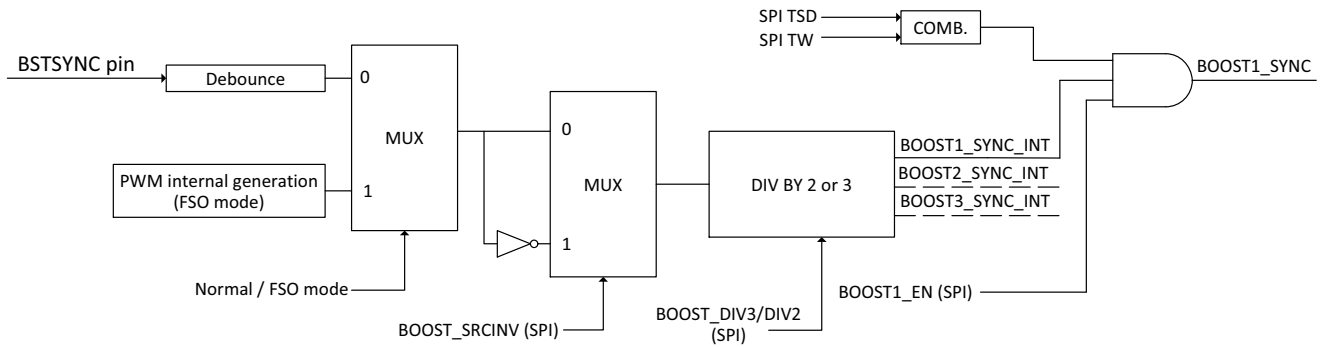 SPI TSD
SPI TW
COMB.
BSTSYNC pin
Debounce
0
MUX
1
PWM internal generation
(FSO mode)
Normal / FSO mode
0
MUX
1
BOOST_SRCINV (SPI)
DIV BY 2 or 3
BOOST_DIV3/DIV2
(SPI)
BOOST1_SYNC_INT
BOOST2_SYNC_INT
BOOST3_SYNC_INT
BOOST1_EN (SPI)
BOOST1_SYNC